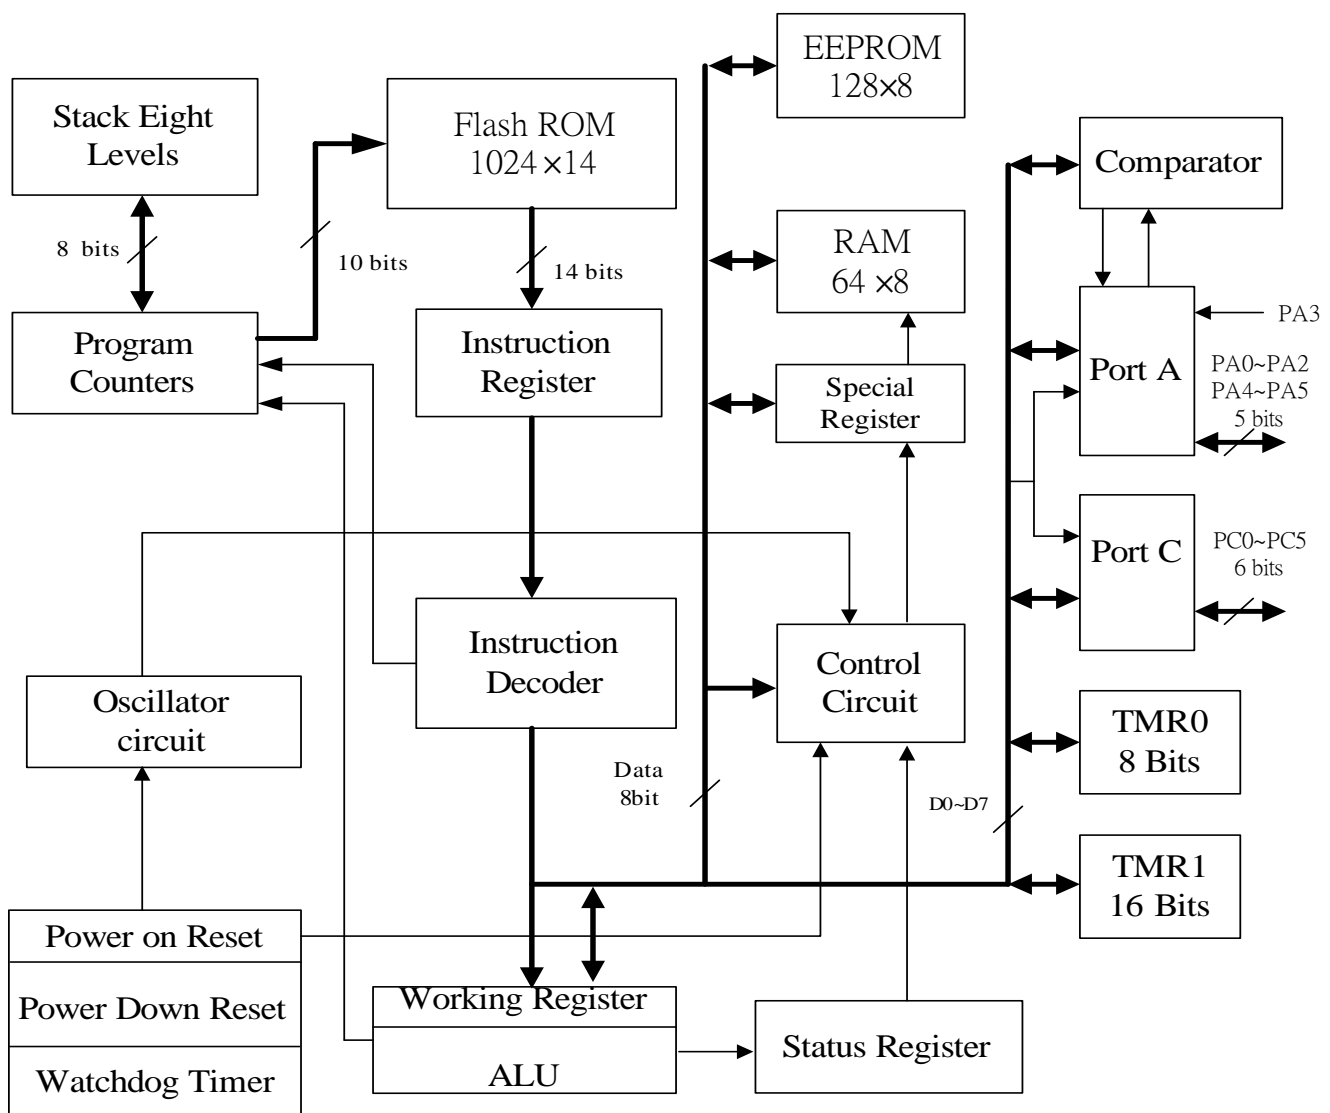 EEPROM
128×8
Stack Eight
Levels
Flash ROM
1024 ×14
Comparator
8 bits
10 bits
14 bits
RAM
64 ×8
PA3
Program
Counters
Instruction
Register
Special
Register
Port A
PA0~PA2
PA4~PA5
5 bits
Port C
PC0~PC5
6 bits
Instruction
Decoder
Control
Circuit
Oscillator
circuit
TMR0
8 Bits
Data
8bit
D0~D7
TMR1
16 Bits
Power on Reset
Power Down Reset
Watchdog Timer
Working Register
ALU
Status Register